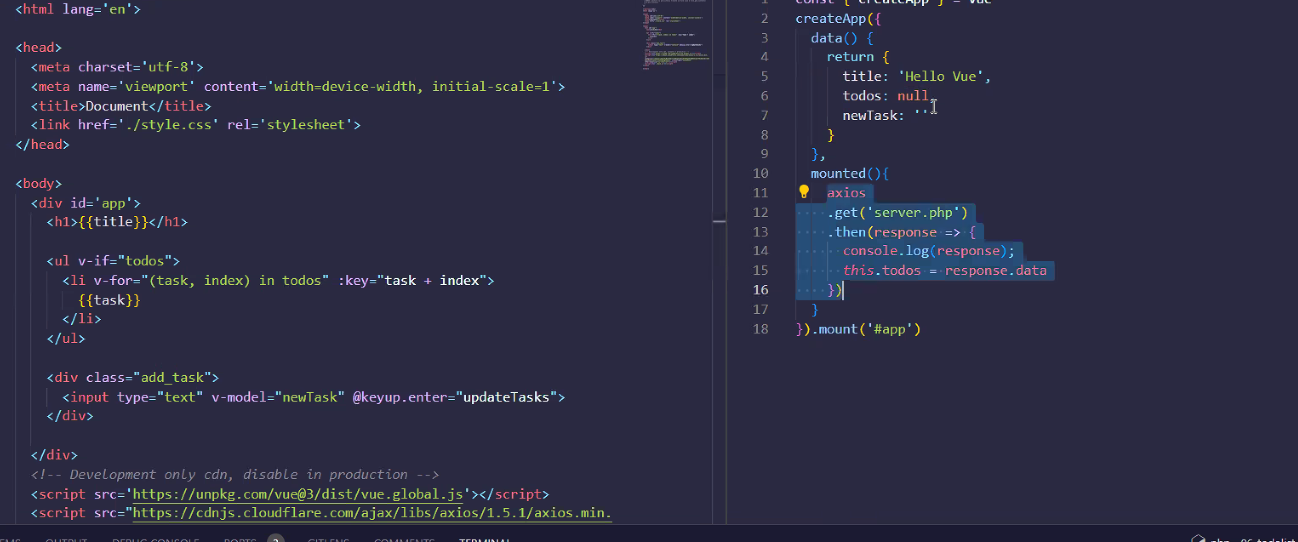 <html lang='en'>
<head>
<meta charset='utf-8'>
<meta name='viewport' content='width=device-width, initial-scale=1'>
<title>Document</title>
<link href='./style.css' rel='stylesheet'>
</head>
<body>
<div id='app'>
<h1>{{title}}</h1>
<ul v-if="todos">
<li v-for="(task, index) in todos" :key="task + index">
{{task}}
</li>
</ul>
<div class="add_task">
<input type="text" v-model="newTask" @keyup.enter="updateTasks">
</div>
</div>
<!-- Development only cdn, disable in production -->
<script src='https://unpkg.com/vue@3/dist/vue.global.js'></script>
<script src="https://cdnjs.cloudflare.com/ajax/libs/axios/1.5.1/axios.min.
const { createApp } = Vue
2 createApp({
3 data() {
4 return {
5 title: 'Hello Vue',
6 todos: null,
7 newTask: ''
8 }
9 },
10 mounted(){
11 axios
12 .get('server.php')
13 .then(response => {
14 console.log(response);
15 this.todos = response.data
16 })
17 }
18 }).mount('#app')
OUTPUT DEBUG CONSOLE PORTS GITLENS COMMENTS TERMINAL